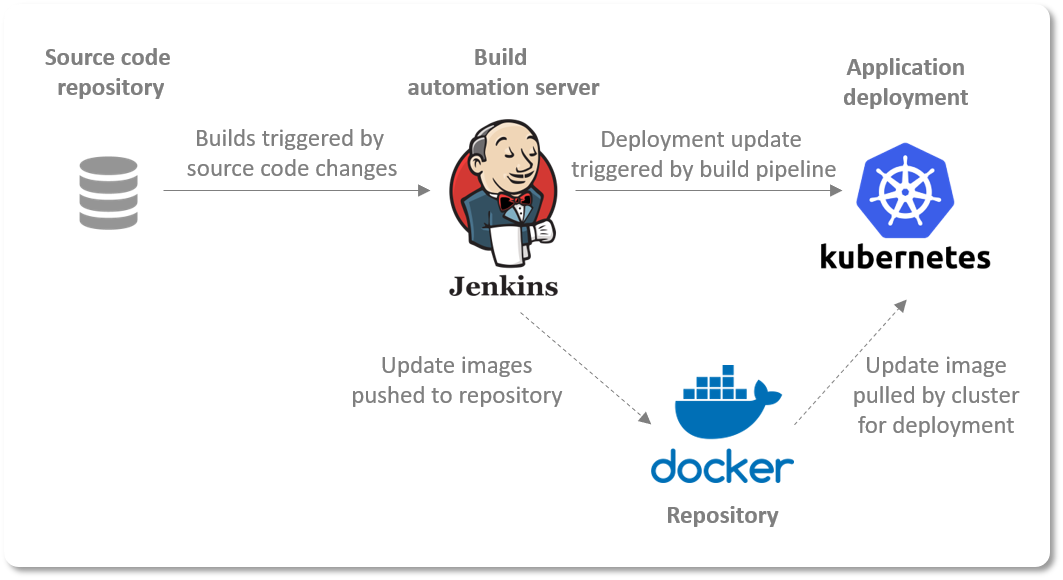 Source code
repository
Build
automation server
Application
deployment
Builds triggered by
source code changes
Deployment update
triggered by build pipeline
Jenkins
kubernetes
Update images
pushed to repository
Update image
pulled by cluster
for deployment
docker
Repository